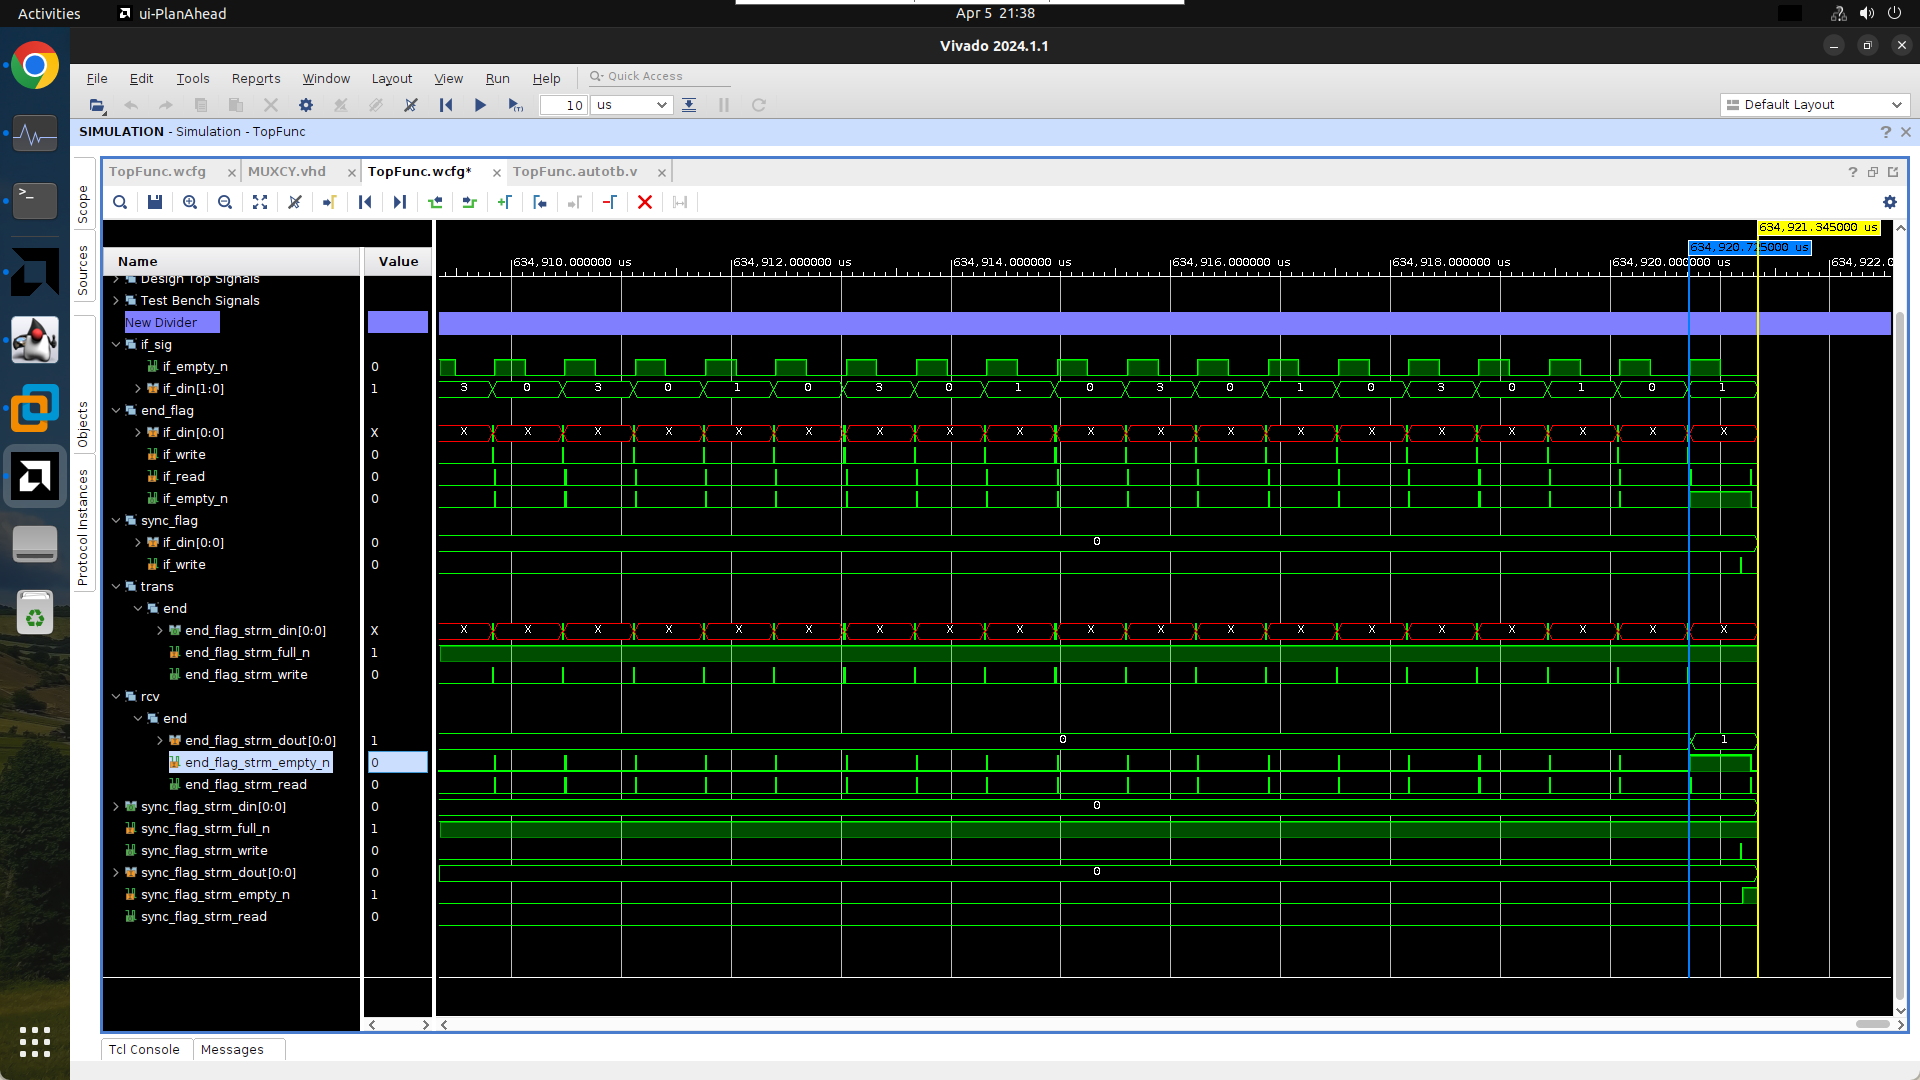 Activities
ui-PlanAhead
Apr 5 21:38
Vivado 2024.1.1
File Edit Tools Reports Window Layout View Run Help Quick Access
10 us Default Layout
SIMULATION - Simulation - TopFunc
TopFunc.wcfg MUXCY.vhd TopFunc.wcfg* TopFunc.autotb.v
Scope
Sources
Objects
Protocol Instances
634,921.345000 us
Name Value
634,910.000000 us 634,912.000000 us 634,914.000000 us 634,916.000000 us 634,918.000000 us 634,920.000000 us 634,922.0
Design Top Signals
Test Bench Signals
New Divider
if_sig
if_empty_n 0
if_din[1:0] 1 3 0 3 0 1 0 3 0 1 0 3 0 1 0 3 0 1 0 1
end_flag
if_din[0:0] X X X X X X X X X X X X X X X X X X X X
if_write 0
if_read 0
if_empty_n 0
sync_flag
if_din[0:0] 0 0
if_write 0
trans
end
end_flag_strm_din[0:0] X X X X X X X X X X X X X X X X X X X X
end_flag_strm_full_n 1
end_flag_strm_write 0
rcv
end
end_flag_strm_dout[0:0] 1 0 1
end_flag_strm_empty_n 0
end_flag_strm_read 0
sync_flag_strm_din[0:0] 0 0
sync_flag_strm_full_n 1
sync_flag_strm_write 0
sync_flag_strm_dout[0:0] 0 0
sync_flag_strm_empty_n 1
sync_flag_strm_read 0
Tcl Console Messages